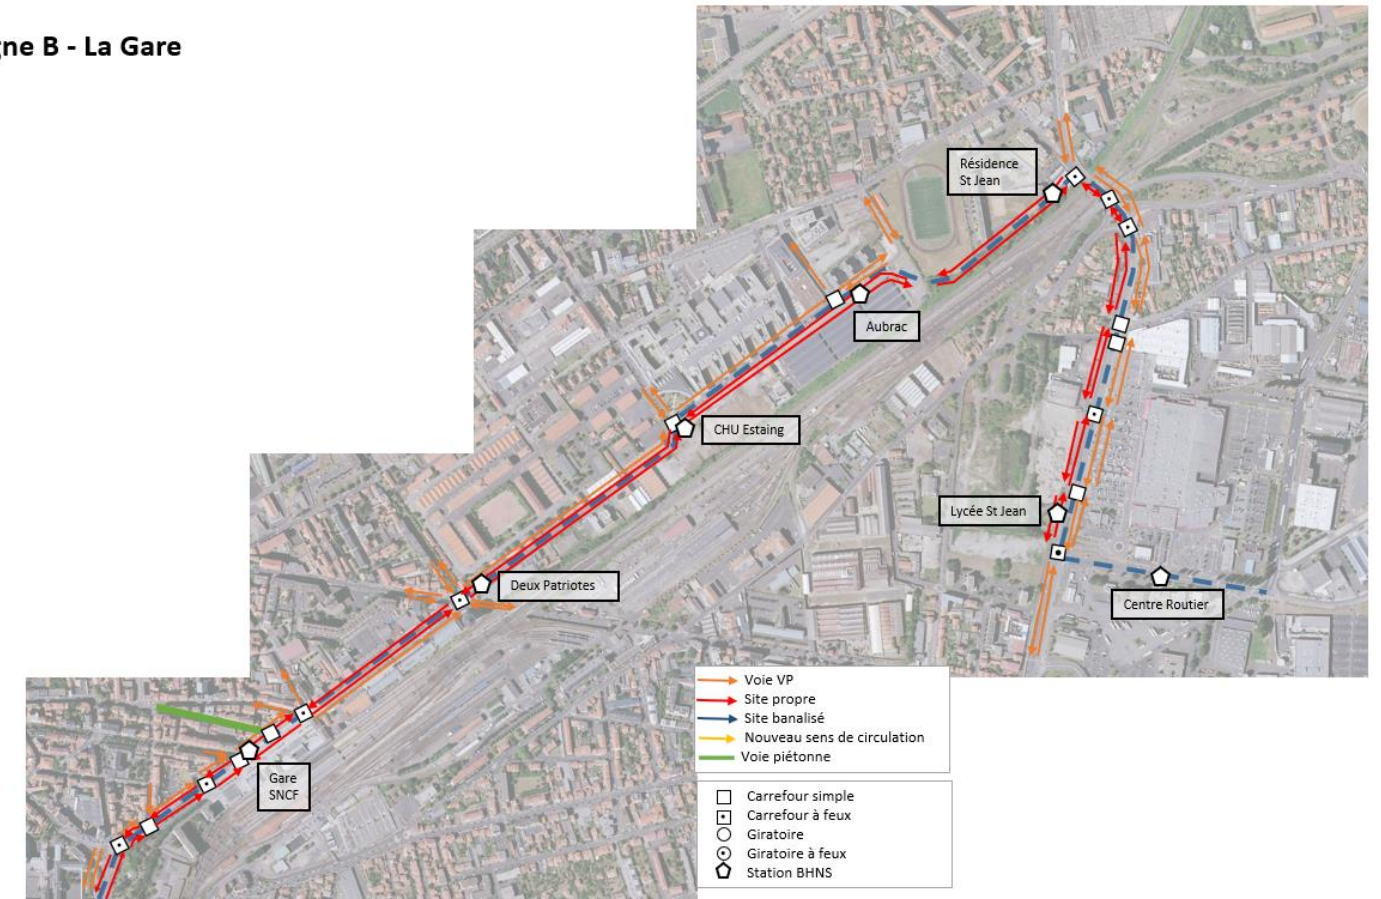 gne B - La Gare
Résidence
St Jean
Aubrac
CHU Estaing
Lycée St Jean
Deux Patriotes
Centre Routier
Gare
SNCF
Voie VP
Site propre
Site banalisé
Nouveau sens de circulation
Voie piétonne
Carrefour simple
Carrefour à feux
Giratoire
Giratoire à feux
Station BHNS